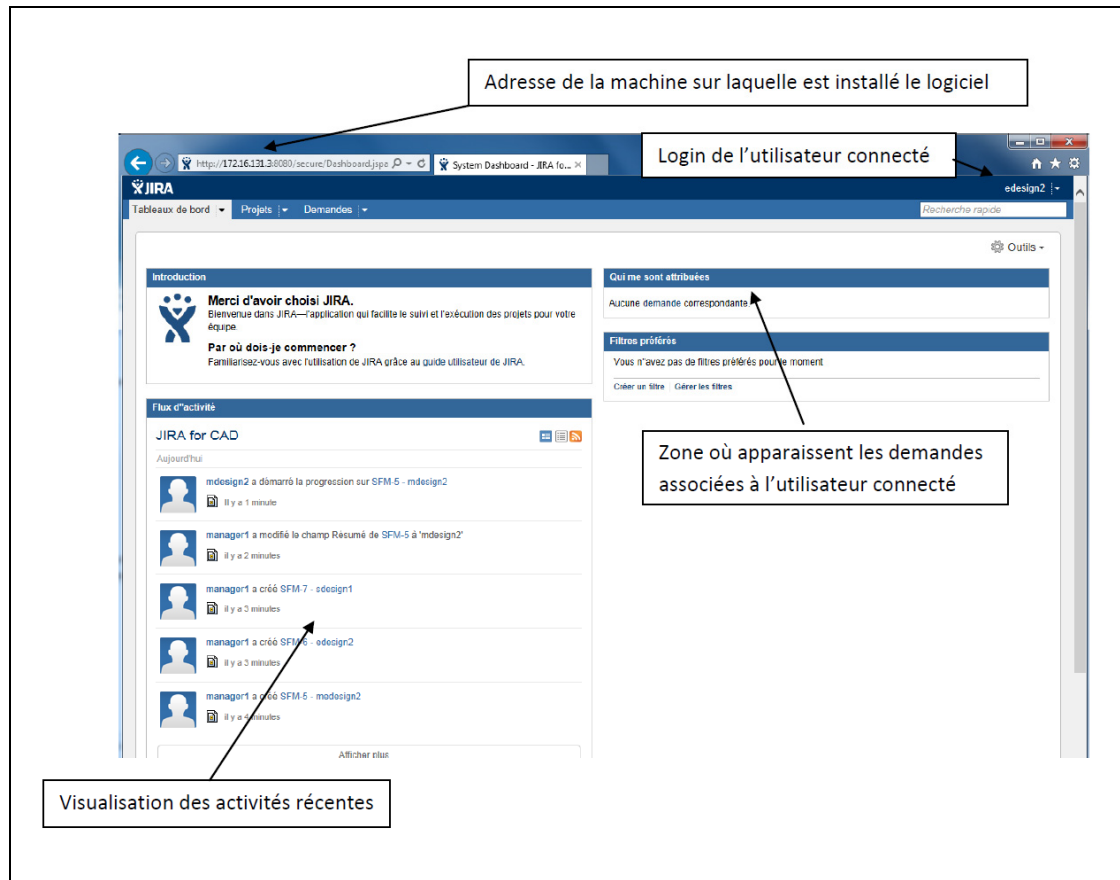 Adresse de la machine sur laquelle est installé le logiciel
Login de l'utilisateur connecté
http://172.16.131.3:8080/secure/Dashboard.jspa
System Dashboard - JIRA fo...
JIRA
edesign2
Tableaux de bord
Projets
Demandes
Recherche rapide
Outils
Introduction
Merci d'avoir choisi JIRA.
Bienvenue dans JIRA—l'application qui facilite le suivi et l'exécution des projets pour votre
équipe.
Par où dois-je commencer ?
Familiarisez-vous avec l'utilisation de JIRA grâce au guide utilisateur de JIRA.
Qui me sont attribuées
Aucune demande correspondante
Filtres préférés
Vous n'avez pas de filtres préférés pour le moment
Créer un filtre Gérer les filtres
Flux d"activité
JIRA for CAD
Aujourd'hui
mdesign2 a démarré la progression sur SFM-5 - mdesign2
Il y a 1 minute
manager1 a modifié le champ Résumé de SFM-5 à 'mdesign2'
il y a 2 minutes
manager1 a créé SFM-7 - sdesign1
il y a 3 minutes
manager1 a créé SFM-6 - edesign2
Il y a 3 minutes
manager1 a créé SFM-5 - medesign2
il y a 4 minutes
Afficher plus
Zone où apparaissent les demandes
associées à l'utilisateur connecté
Visualisation des activités récentes